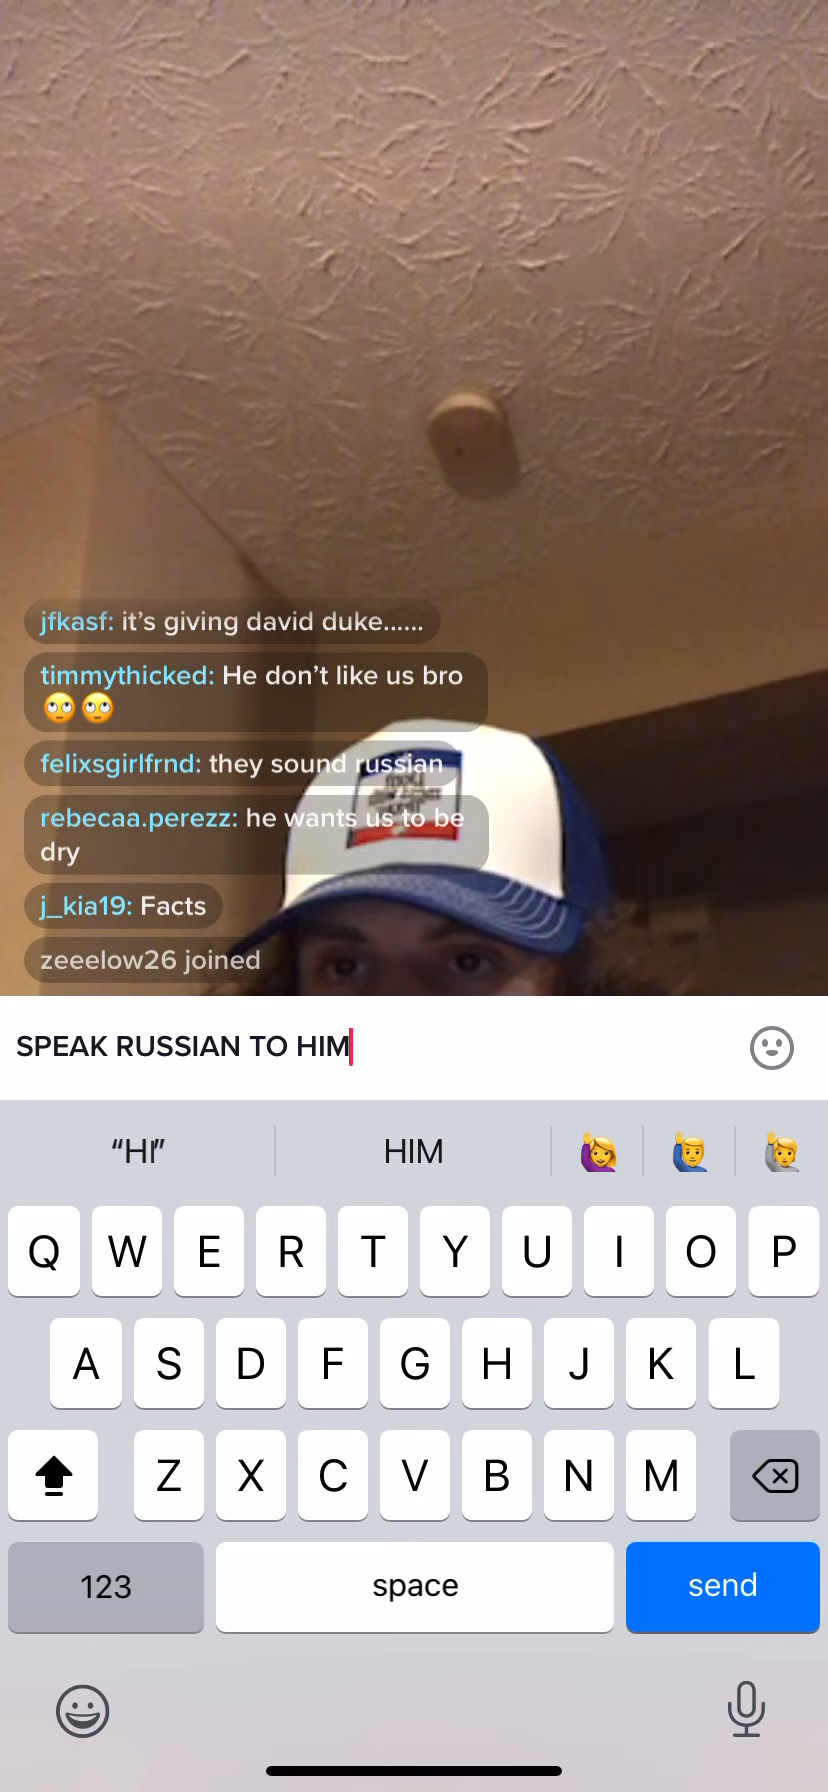 jfkasf: it’s giving david duke......
timmythicked: He don’t like us bro
🙄 🙄
felixsgirlfrnd: they sound russian
rebecaa.perezz: he wants us to be
dry
j_kia19: Facts
zeeelow26 joined
SPEAK RUSSIAN TO HIM
“HI” HIM 🙋‍♀️ 🙋‍♂️ 🙋
Q W E R T Y U I O P
A S D F G H J K L
Z X C V B N M
123 space send